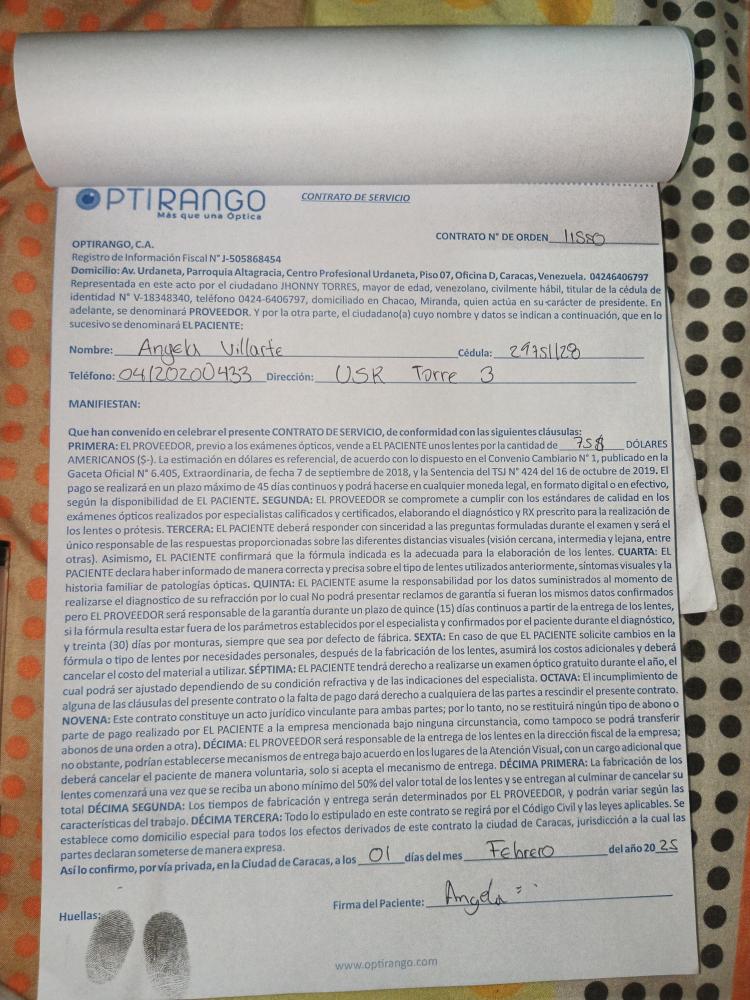 OPTIRANGO
Más que una Óptica
CONTRATO DE SERVICIO
CONTRATO N° DE ORDEN 11580
OPTIRANGO, C.A.
Registro de Información Fiscal N° J-505868454
Domicilio: Av. Urdaneta, Parroquia Altagracia, Centro Profesional Urdaneta, Piso 07, Oficina D, Caracas, Venezuela. 04246406797
Representada en este acto por el ciudadano JHONNY TORRES, mayor de edad, venezolano, civilmente hábil, titular de la cédula de
identidad N° V-18348340, teléfono 0424-6406797, domiciliado en Chacao, Miranda, quien actúa en su carácter de presidente. En
adelante, se denominará PROVEEDOR. Y por la otra parte, el ciudadano(a) cuyo nombre y datos se indican a continuación, que en lo
sucesivo se denominará EL PACIENTE:
Nombre: Angela Villarte Cédula:
Teléfono: 04120200433 Dirección: USR Torre 3
MANIFIESTAN:
Que han convenido en celebrar el presente CONTRATO DE SERVICIO, de conformidad con las siguientes cláusulas:
PRIMERA: EL PROVEEDOR, previo a los exámenes ópticos, vende a EL PACIENTE unos lentes por la cantidad de 75$ DÓLARES
AMERICANOS ($-). La estimación en dólares es referencial, de acuerdo con lo dispuesto en el Convenio Cambiario N° 1, publicado en la
Gaceta Oficial N° 6.405, Extraordinaria, de fecha 7 de septiembre de 2018, y la Sentencia del TSJ N° 424 del 16 de octubre de 2019. El
pago se realizará en un plazo máximo de 45 días continuos y podrá hacerse en cualquier moneda legal, en formato digital o en efectivo,
según la disponibilidad de EL PACIENTE. SEGUNDA: EL PROVEEDOR se compromete a cumplir con los estándares de calidad en los
exámenes ópticos realizados por especialistas calificados y certificados, elaborando el diagnóstico y RX prescrito para la realización de
los lentes o prótesis. TERCERA: EL PACIENTE deberá responder con sinceridad a las preguntas formuladas durante el examen y será el
único responsable de las respuestas proporcionadas sobre las diferentes distancias visuales (visión cercana, intermedia y lejana, entre
otras). Asimismo, EL PACIENTE confirmará que la fórmula indicada es la adecuada para la elaboración de los lentes. CUARTA: EL
PACIENTE declara haber informado de manera correcta y precisa sobre el tipo de lentes utilizados anteriormente, síntomas visuales y la
historia familiar de patologías ópticas. QUINTA: EL PACIENTE asume la responsabilidad por los datos suministrados al momento de
realizarse el diagnostico de su refracción por lo cual No podrá presentar reclamos de garantía si fueran los mismos datos confirmados
pero EL PROVEEDOR será responsable de la garantía durante un plazo de quince (15) días continuos a partir de la entrega de los lentes,
si la fórmula resulta estar fuera de los parámetros establecidos por el especialista y confirmados por el paciente durante el diagnóstico,
y treinta (30) días por monturas, siempre que sea por defecto de fábrica. SEXTA: En caso de que EL PACIENTE solicite cambios en la
fórmula o tipo de lentes por necesidades personales, después de la fabricación de los lentes, asumirá los costos adicionales y deberá
cancelar el costo del material a utilizar. SÉPTIMA: EL PACIENTE tendrá derecho a realizarse un examen óptico gratuito durante el año, el
cual podrá ser ajustado dependiendo de su condición refractiva y de las indicaciones del especialista. OCTAVA: El incumplimiento de
alguna de las cláusulas del presente contrato o la falta de pago dará derecho a cualquiera de las partes a rescindir el presente contrato.
NOVENA: Este contrato constituye un acto jurídico vinculante para ambas partes; por lo tanto, no se restituirá ningún tipo de abono o
parte de pago realizado por EL PACIENTE a la empresa mencionada bajo ninguna circunstancia, como tampoco se podrá transferir
abonos de una orden a otra). DÉCIMA: EL PROVEEDOR será responsable de la entrega de los lentes en la dirección fiscal de la empresa;
no obstante, podrían establecerse mecanismos de entrega bajo acuerdo en los lugares de la Atención Visual, con un cargo adicional que
deberá cancelar el paciente de manera voluntaria, solo si acepta el mecanismo de entrega. DÉCIMA PRIMERA: La fabricación de los
lentes comenzará una vez que se reciba un abono mínimo del 50% del valor total de los lentes y se entregan al culminar de cancelar su
total DÉCIMA SEGUNDA: Los tiempos de fabricación y entrega serán determinados por EL PROVEEDOR, y podrán variar según las
características del trabajo. DÉCIMA TERCERA: Todo lo estipulado en este contrato se regirá por el Código Civil y las leyes aplicables. Se
establece como domicilio especial para todos los efectos derivados de este contrato la ciudad de Caracas, jurisdicción a la cual las
partes declaran someterse de manera expresa.
Así lo confirmo, por vía privada, en la Ciudad de Caracas, a los 01 días del mes Febrero del año 2025
Firma del Paciente: Angela
Huellas:
www.optirango.com